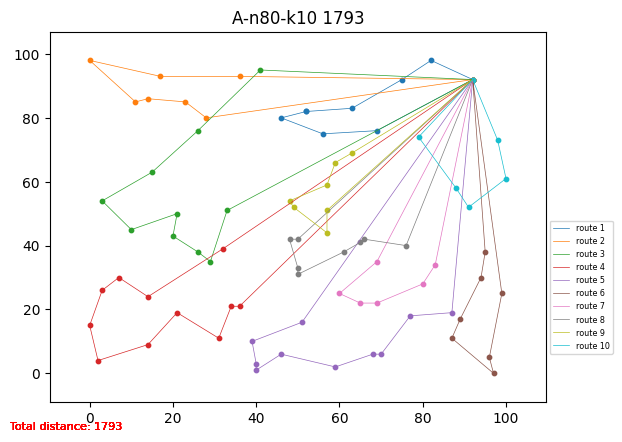 A-n80-k10 1793
100
80
60
40
20
0
0 20 40 60 80 100
route 1
route 2
route 3
route 4
route 5
route 6
route 7
route 8
route 9
route 10
Total distance: 1793